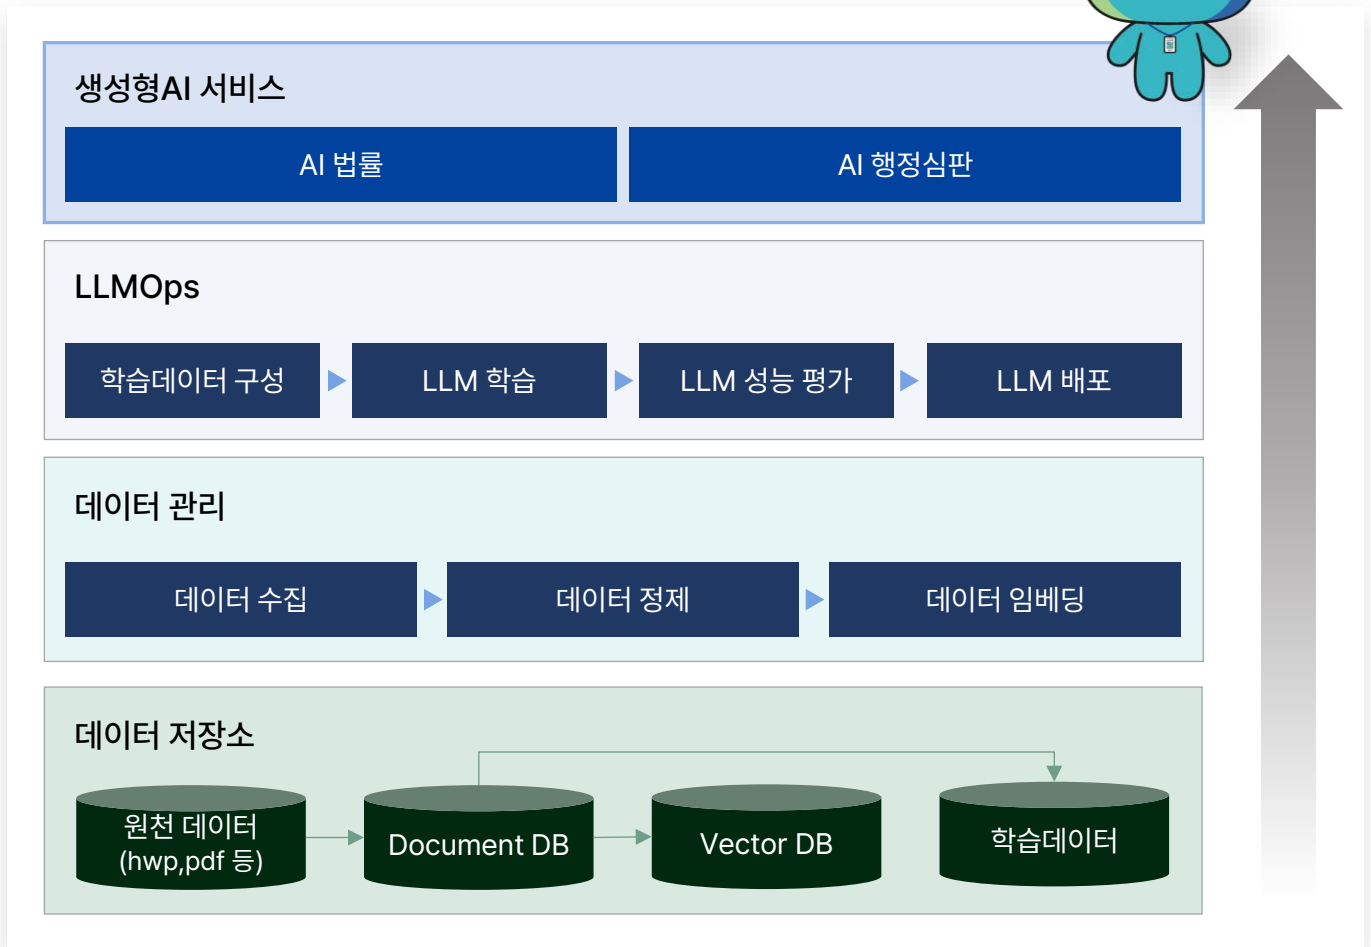 생성형AI 서비스
AI 법률
AI 행정심판
LLMOps
학습데이터 구성
LLM 학습
LLM 성능 평가
LLM 배포
데이터 관리
데이터 수집
데이터 정제
데이터 임베딩
데이터 저장소
원천 데이터
(hwp,pdf 등)
Document DB
Vector DB
학습데이터